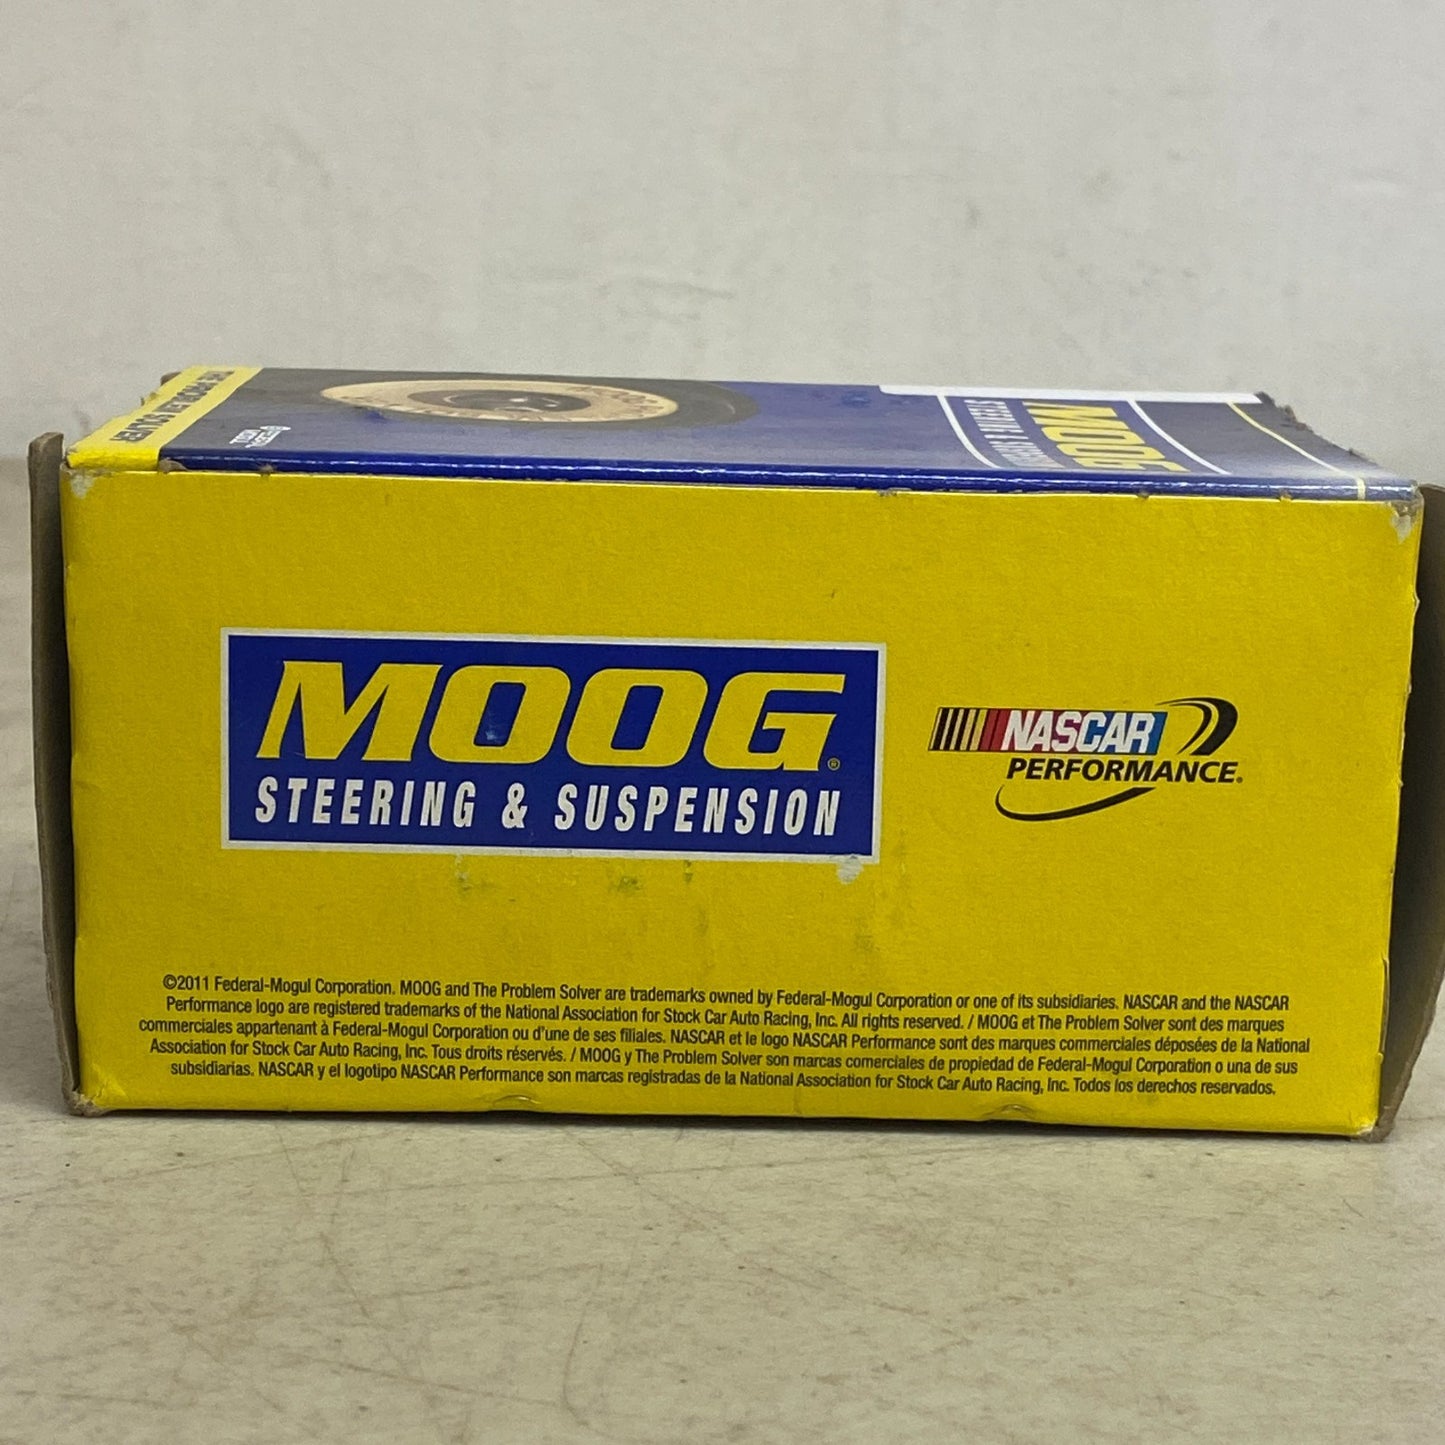 THE PROBLEM SOLVER
STEERING & SUSPENSION
MOOG
MOOG®
STEERING & SUSPENSION
NASCAR
PERFORMANCE®
©2011 Federal-Mogul Corporation. MOOG and The Problem Solver are trademarks owned by Federal-Mogul Corporation or one of its subsidiaries. NASCAR and the NASCAR
Performance logo are registered trademarks of the National Association for Stock Car Auto Racing, Inc. All rights reserved. / MOOG et The Problem Solver sont des marques
commerciales appartenant à Federal-Mogul Corporation ou d'une de ses filiales. NASCAR et le logo NASCAR Performance sont des marques commerciales déposées de la National
Association for Stock Car Auto Racing, Inc. Tous droits réservés. / MOOG y The Problem Solver son marcas comerciales de propiedad de Federal-Mogul Corporation o una de sus
subsidiarias. NASCAR y el logotipo NASCAR Performance son marcas registradas de la National Association for Stock Car Auto Racing, Inc. Todos los derechos reservados.